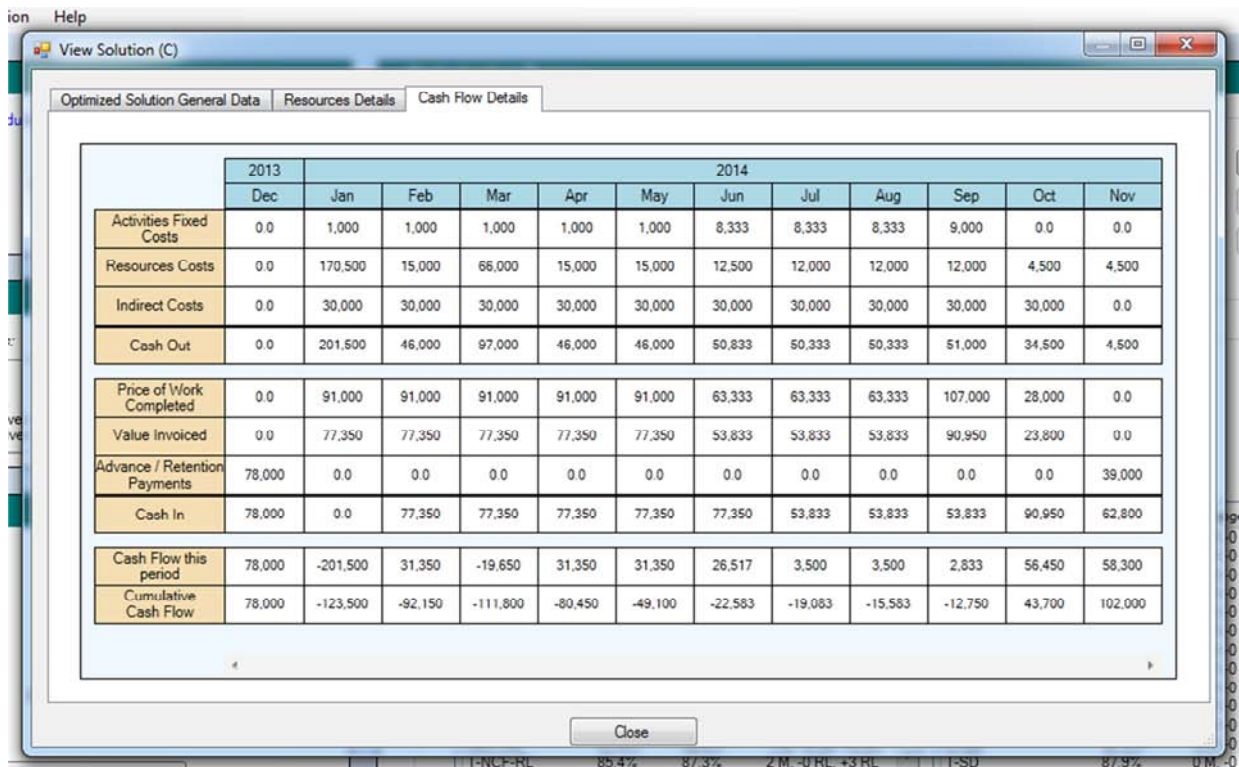 ion Help
View Solution (C)
Optimized Solution General Data Resources Details Cash Flow Details
2013 2014
Dec Jan Feb Mar Apr May Jun Jul Aug Sep Oct Nov
Activities Fixed
Costs 0.0 1,000 1,000 1,000 1,000 1,000 8,333 8,333 8,333 9,000 0.0 0.0
Resources Costs 0.0 170,500 15,000 66,000 15,000 15,000 12,500 12,000 12,000 12,000 4,500 4,500
Indirect Costs 0.0 30,000 30,000 30,000 30,000 30,000 30,000 30,000 30,000 30,000 30,000 0.0
Cash Out 0.0 201,500 46,000 97,000 46,000 46,000 50,833 50,333 50,333 51,000 34,500 4,500
Price of Work
Completed 0.0 91,000 91,000 91,000 91,000 91,000 63,333 63,333 63,333 107,000 28,000 0.0
Value Invoiced 0.0 77,350 77,350 77,350 77,350 77,350 53,833 53,833 53,833 90,950 23,800 0.0
Advance / Retention
Payments 78,000 0.0 0.0 0.0 0.0 0.0 0.0 0.0 0.0 0.0 0.0 39,000
Cash In 78,000 0.0 77,350 77,350 77,350 77,350 77,350 53,833 53,833 53,833 90,950 62,800
Cash Flow this
period 78,000 -201,500 31,350 -19,650 31,350 31,350 26,517 3,500 3,500 2,833 56,450 58,300
Cumulative
Cash Flow 78,000 -123,500 -92,150 -111,800 -80,450 -49,100 -22,583 -19,083 -15,583 -12,750 43,700 102,000
Close
T-NCF-RL 85.4% 87.3% 2 M, -0 RL, +3 RL T-SD 87.9% 0 M, -0